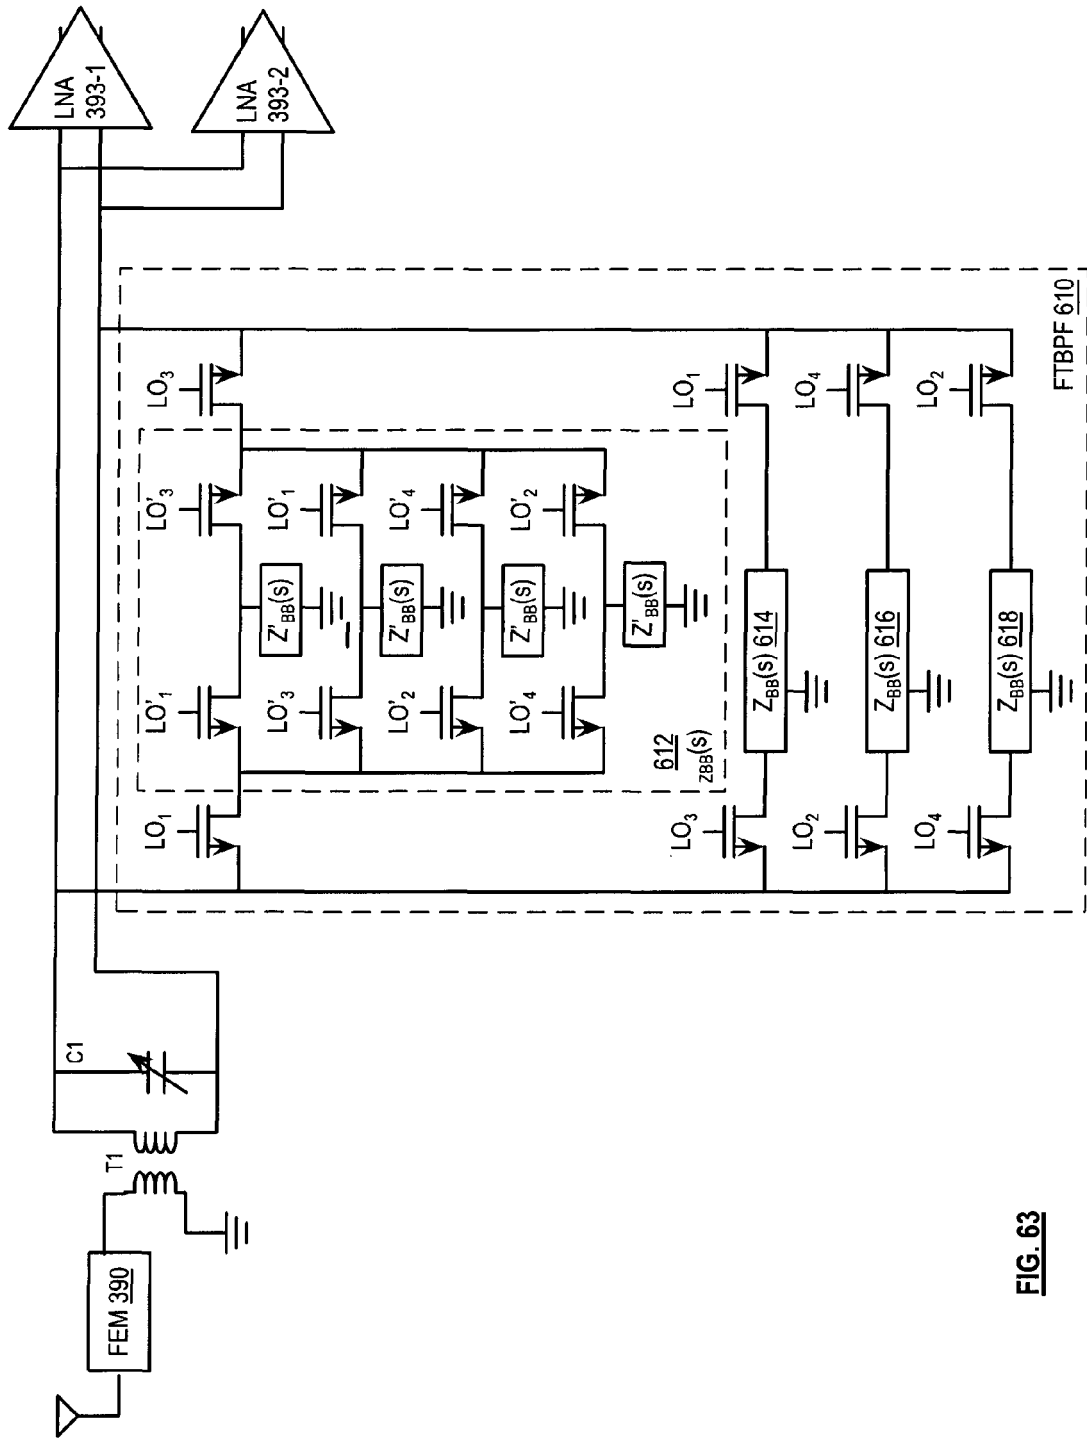 FEM 390
T1
C1
LNA
393-1
LNA
393-2
LO1
LO3
LO'1
LO'3
Z'BB(s)
LO'3
LO'1
Z'BB(s)
LO'2
LO'4
Z'BB(s)
LO'4
LO'2
Z'BB(s)
612
ZBB(s)
LO3
LO1
ZBB(s) 614
LO2
LO4
ZBB(s) 616
LO4
LO2
ZBB(s) 618
FTBPF 610
FIG. 63